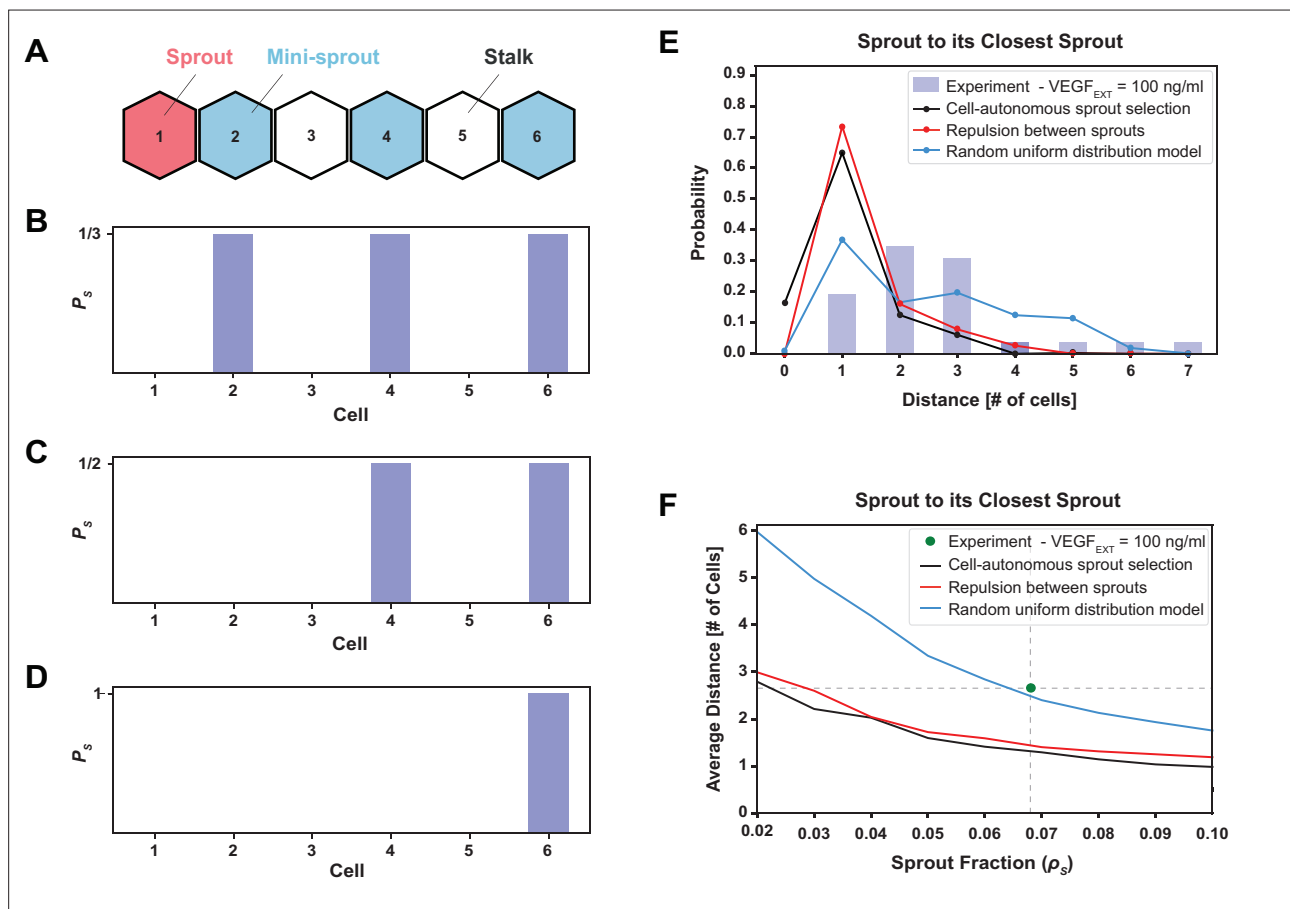 A
Sprout Mini-sprout Stalk
1 2 3 4 5 6
B
1/3
P_s
1 2 3 4 5 6
Cell
C
1/2
P_s
1 2 3 4 5 6
D
1
P_s
1 2 3 4 5 6
Cell
E
Sprout to its Closest Sprout
Experiment - VEGF_EXT = 100 ng/ml
Cell-autonomous sprout selection
Repulsion between sprouts
Random uniform distribution model
Probability
0.9
0.8
0.7
0.6
0.5
0.4
0.3
0.2
0.1
0.0
0 1 2 3 4 5 6 7
Distance [# of cells]
F
Sprout to its Closest Sprout
Experiment - VEGF_EXT = 100 ng/ml
Cell-autonomous sprout selection
Repulsion between sprouts
Random uniform distribution model
Average Distance [# of Cells]
6
5
4
3
2
1
0
0.02 0.03 0.04 0.05 0.06 0.07 0.08 0.09 0.10
Sprout Fraction (ρ_s)